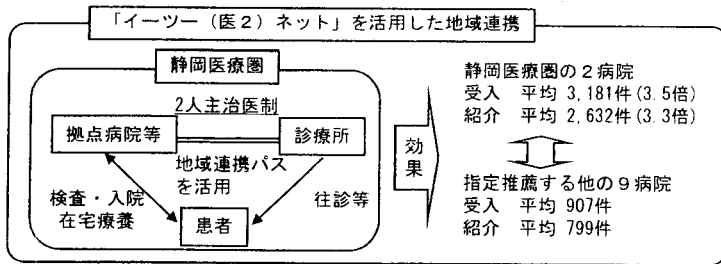 「イーツー（医２）ネット」を活用した地域連携
静岡医療圏
2人主治医制
拠点病院等
診療所
地域連携パス
を活用
検査・入院
在宅療養
往診等
患者
効果
静岡医療圏の２病院
受入　平均 3,181件(3.5倍)
紹介　平均 2,632件(3.3倍)
指定推薦する他の９病院
受入　平均 907件
紹介　平均 799件